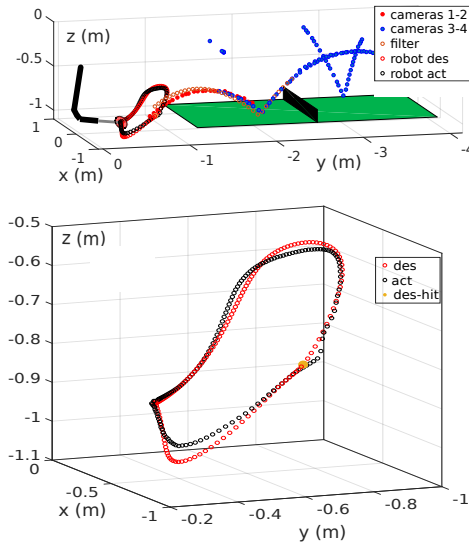 z (m)
0
-0.5
-1
1
0
-1
x (m)
0
-1
-2
-3
-4
y (m)
cameras 1-2
cameras 3-4
filter
robot des
robot act
z (m)
-0.5
-0.6
-0.7
-0.8
-0.9
-1
-1.1
0
-0.5
-1
x (m)
-0.2
-0.4
-0.6
-0.8
-1
y (m)
des
act
des-hit